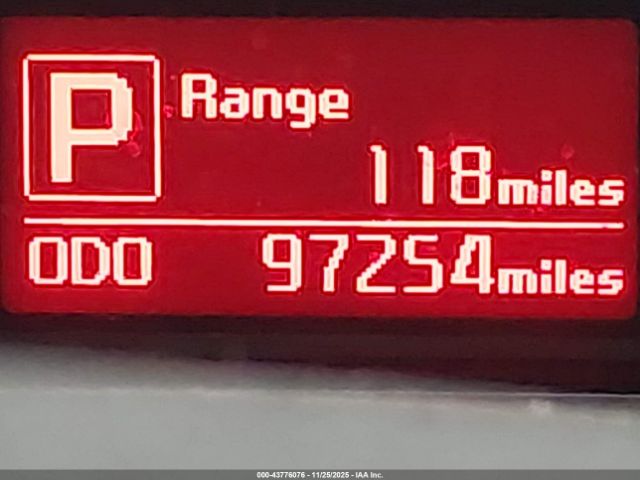 P
Range
118miles
ODO 97254miles
000-43776076 - 11/25/2025 - IAA Inc.